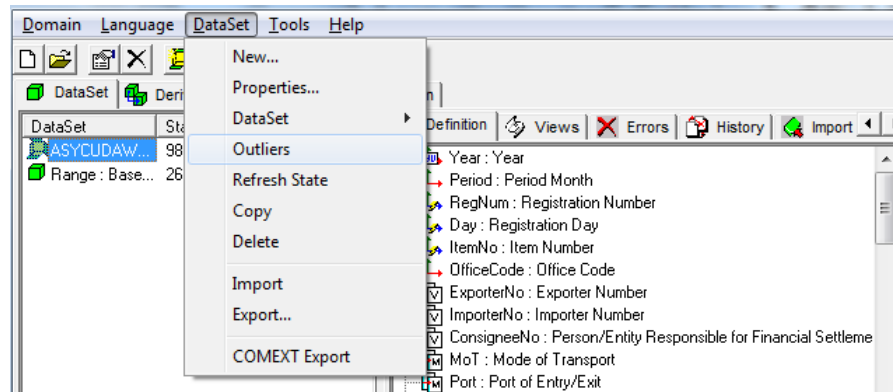 Domain Language DataSet Tools Help
DataSet Deri
DataSet Sta
ASYCUDAW... 98
Range : Base... 26
New...
Properties...
DataSet
Outliers
Refresh State
Copy
Delete
Import
Export...
COMEXT Export
Definition Views Errors History Import
Year : Year
Period : Period Month
RegNum : Registration Number
Day : Registration Day
ItemNo : Item Number
OfficeCode : Office Code
ExporterNo : Exporter Number
ImporterNo : Importer Number
ConsigneeNo : Person/Entity Responsible for Financial Settleme
MoT : Mode of Transport
Port : Port of Entry/Exit